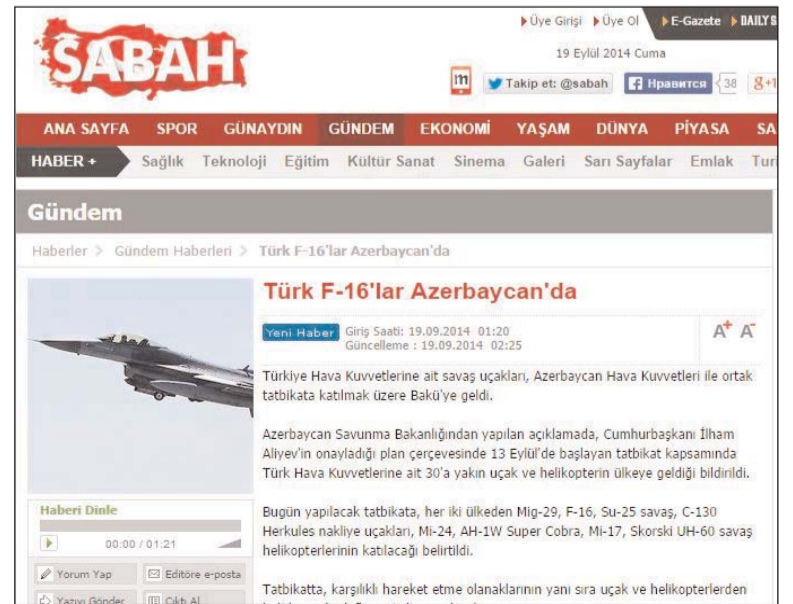 Üye Girişi Üye Ol E-Gazete DAILY S
SABAH
19 Eylül 2014 Cuma
m Takip et: @sabah Нравится 38 g+1
ANA SAYFA SPOR GÜNAYDIN GÜNDEM EKONOMİ YAŞAM DÜNYA PİYASA SA
HABER + Sağlık Teknoloji Eğitim Kültür Sanat Sinema Galeri Sarı Sayfalar Emlak Turi
Gündem
Haberler > Gündem Haberleri > Türk F-16'lar Azerbaycan'da
Türk F-16'lar Azerbaycan'da
Yeni Haber Giriş Saati: 19.09.2014 01:20
Güncelleme : 19.09.2014 02:25
A+ A-
Türkiye Hava Kuvvetlerine ait savaş uçakları, Azerbaycan Hava Kuvvetleri ile ortak
tatbikata katılmak üzere Bakü'ye geldi.
Azerbaycan Savunma Bakanlığından yapılan açıklamada, Cumhurbaşkanı İlham
Aliyev'in onayladığı plan çerçevesinde 13 Eylül'de başlayan tatbikat kapsamında
Türk Hava Kuvvetlerine ait 30'a yakın uçak ve helikopterin ülkeye geldiği bildirildi.
Bugün yapılacak tatbikata, her iki ülkeden Mig-29, F-16, Su-25 savaş, C-130
Herkules nakliye uçakları, Mi-24, AH-1W Super Cobra, Mi-17, Skorski UH-60 savaş
helikopterlerinin katılacağı belirtildi.
Tatbikatta, karşılıklı hareket etme olanaklarının yanı sıra uçak ve helikopterlerden
Haberi Dinle
00:00 / 01:21
Yorum Yap Editöre e-posta
Yazıyı Gönder Çıktı Al